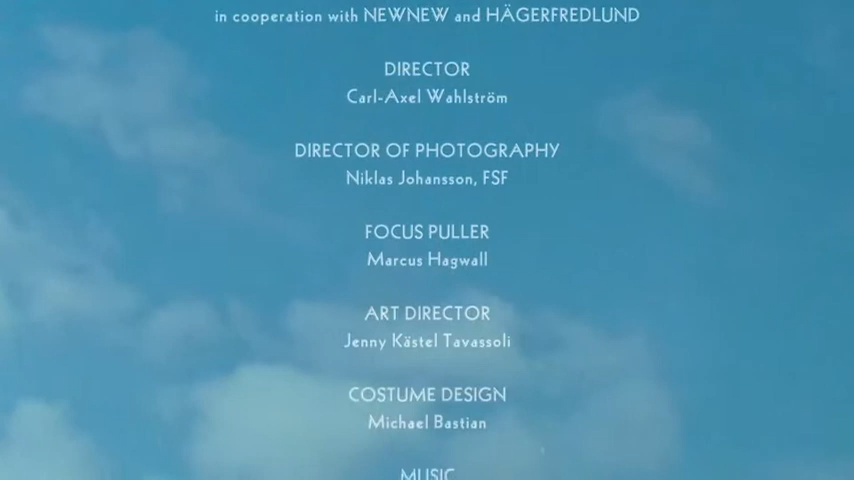 in cooperation with NEWNEW and HÄGERFREDLUND
DIRECTOR
Carl-Axel Wahlström
DIRECTOR OF PHOTOGRAPHY
Niklas Johansson, FSF
FOCUS PULLER
Marcus Hagwall
ART DIRECTOR
Jenny Kästel Tavassoli
COSTUME DESIGN
Michael Bastian
MUSIC